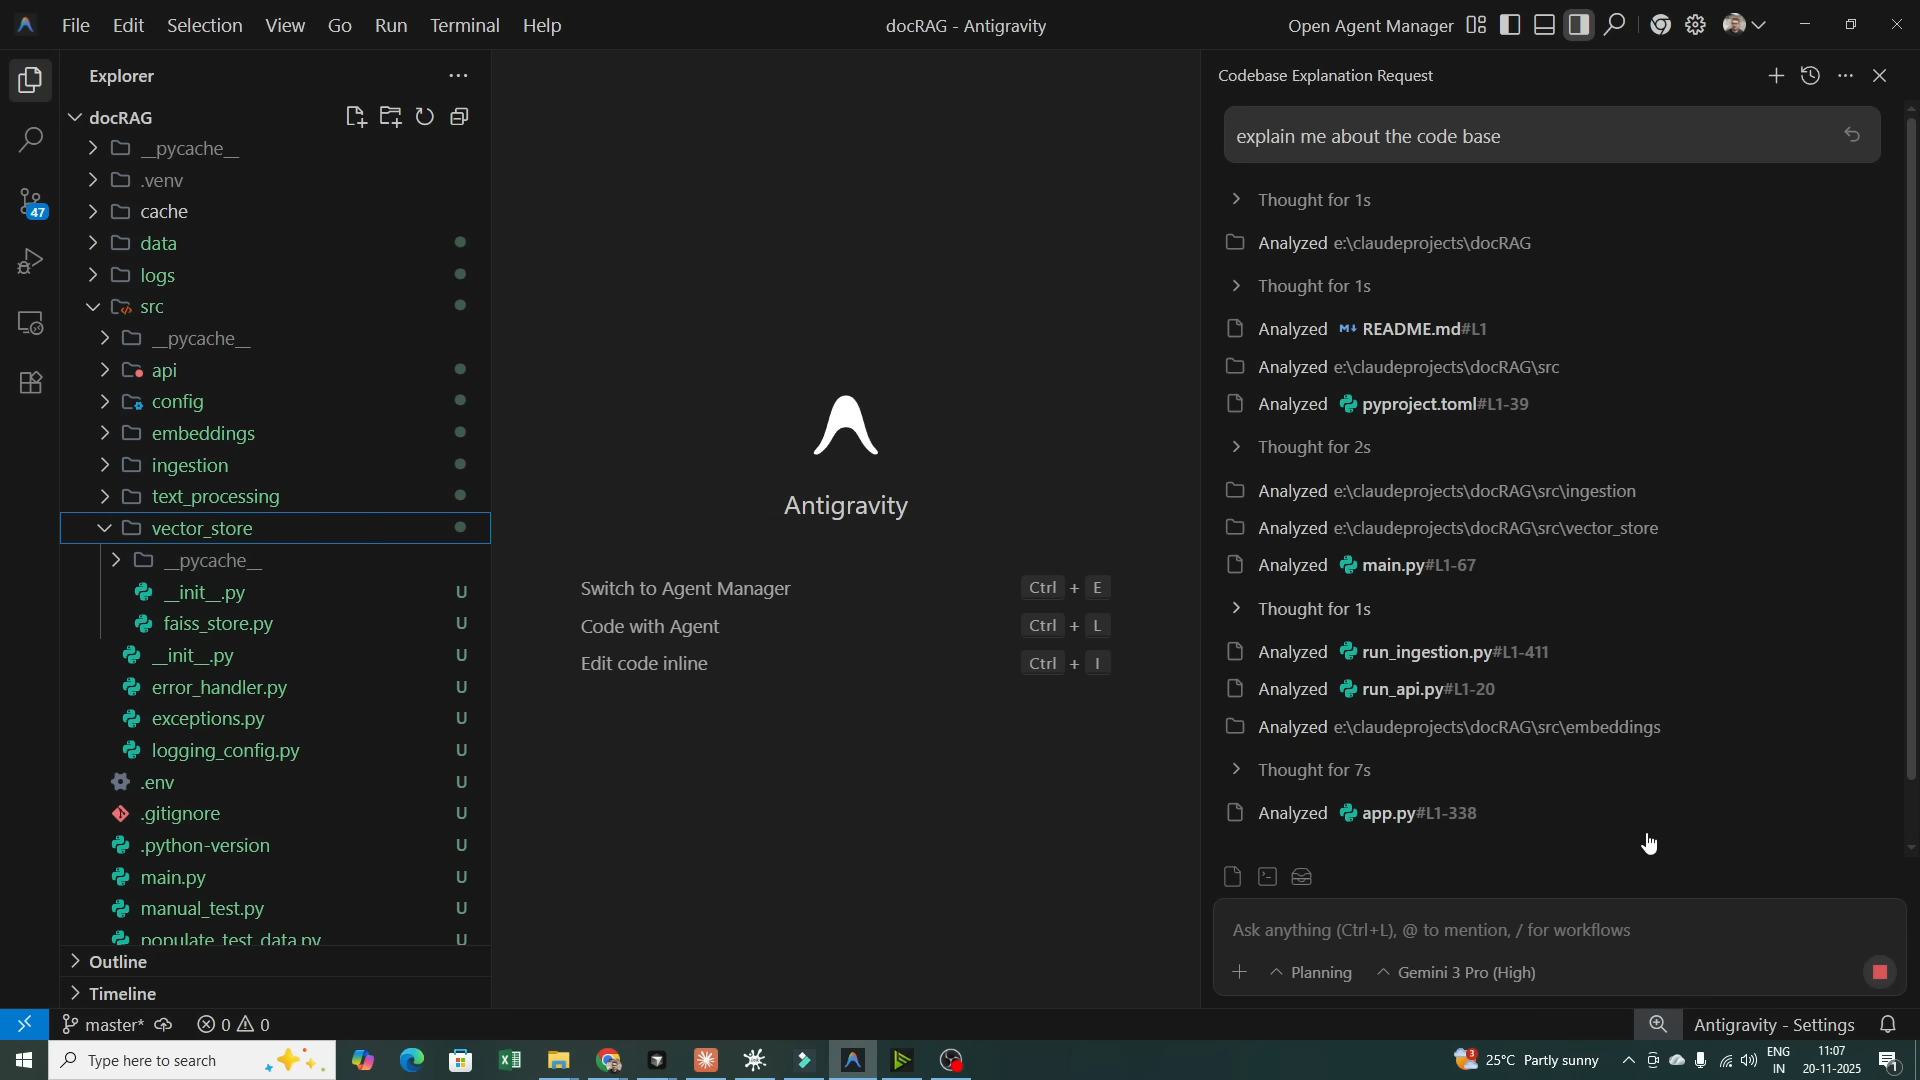 File Edit Selection View Go Run Terminal Help
docRAG - Antigravity
Open Agent Manager
Explorer
docRAG
__pycache__
.venv
cache
data
logs
src
__pycache__
api
config
embeddings
ingestion
text_processing
vector_store
__pycache__
__init__.py U
faiss_store.py U
__init__.py U
error_handler.py U
exceptions.py U
logging_config.py U
.env U
.gitignore U
.python-version U
main.py U
manual_test.py U
populate_test_data.py U
Outline
Timeline
47
Antigravity
Switch to Agent Manager Ctrl + E
Code with Agent Ctrl + L
Edit code inline Ctrl + I
Codebase Explanation Request
explain me about the code base
Thought for 1s
Analyzed e:\claudeprojects\docRAG
Thought for 1s
Analyzed README.md#L1
Analyzed e:\claudeprojects\docRAG\src
Analyzed pyproject.toml#L1-39
Thought for 2s
Analyzed e:\claudeprojects\docRAG\src\ingestion
Analyzed e:\claudeprojects\docRAG\src\vector_store
Analyzed main.py#L1-67
Thought for 1s
Analyzed run_ingestion.py#L1-411
Analyzed run_api.py#L1-20
Analyzed e:\claudeprojects\docRAG\src\embeddings
Thought for 7s
Analyzed app.py#L1-338
Ask anything (Ctrl+L), @ to mention, / for workflows
Planning Gemini 3 Pro (High)
master* 0 0
Antigravity - Settings
Type here to search
3 25°C Partly sunny
ENG
IN
11:07
20-11-2025
1